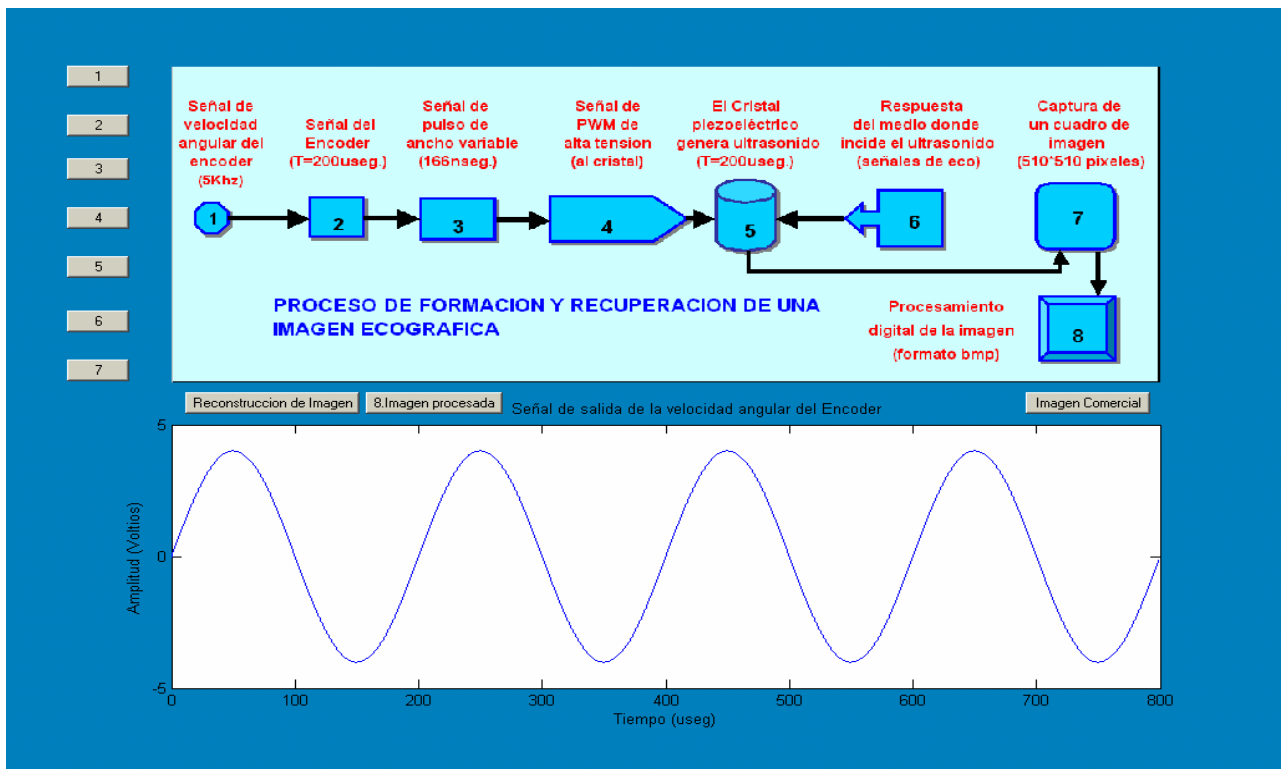 1
2
3
4
5
6
7
Señal de
velocidad
angular del
encoder
(5Khz)
Señal del
Encoder
(T=200useg.)
Señal de
pulso de
ancho variable
(166nseg.)
Señal de
PWM de
alta tension
(al cristal)
El Cristal
piezoeléctrico
genera ultrasonido
(T=200useg.)
Respuesta
del medio donde
incide el ultrasonido
(señales de eco)
Captura de
un cuadro de
imagen
(510*510 pixeles)
1
2
3
4
5
6
7
PROCESO DE FORMACION Y RECUPERACION DE UNA
IMAGEN ECOGRAFICA
Procesamiento
digital de la imagen
(formato bmp)
8
Reconstruccion de Imagen
8.Imagen procesada
Señal de salida de la velocidad angular del Encoder
Imagen Comercial
5
0
-5
Amplitud (Voltios)
0 100 200 300 400 500 600 700 800
Tiempo (useg)